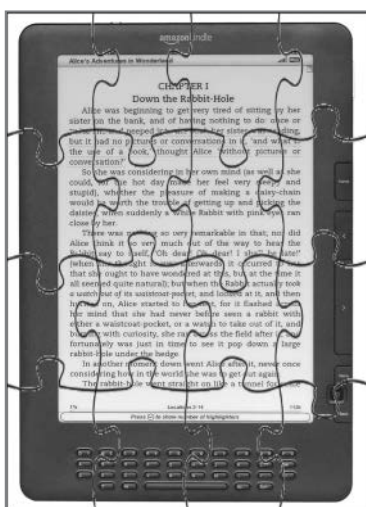 amazonkindle
Alice's Adventures in Wonderland
CHAPTER I
Down the Rabbit-Hole
Alice was beginning to get very tired of sitting by her
sister on the bank, and of having nothing to do: once or
twice she had peeped into the book her sister was reading,
but it had no pictures or conversations in it, "and what is
the use of a book," thought Alice "without pictures or
conversation?"
So she was considering in her own mind (as well as she
could, for the hot day made her feel very sleepy and
stupid), whether the pleasure of making a daisy-chain
would be worth the trouble of getting up and picking the
daisies, when suddenly a White Rabbit with pink eyes ran
close by her.
There was nothing so very remarkable in that; nor did
Alice think it so very much out of the way to hear the
Rabbit say to itself, "Oh dear! Oh dear! I shall be late!"
(when she thought it over afterwards, it occurred to her
that she ought to have wondered at this, but at the time it
all seemed quite natural); but when the Rabbit actually took
a watch out of its waistcoat-pocket, and looked at it, and then
hurried on, Alice started to her feet, for it flashed across
her mind that she had never before seen a rabbit with
either a waistcoat-pocket, or a watch to take out of it, and
burning with curiosity, she ran across the field after it, and
fortunately was just in time to see it pop down a large
rabbit-hole under the hedge.
In another moment down went Alice after it, never once
considering how in the world she was to get out again.
The rabbit-hole went straight on like a tunnel for some
1% Locations 2-14
Press to show number of highlighters